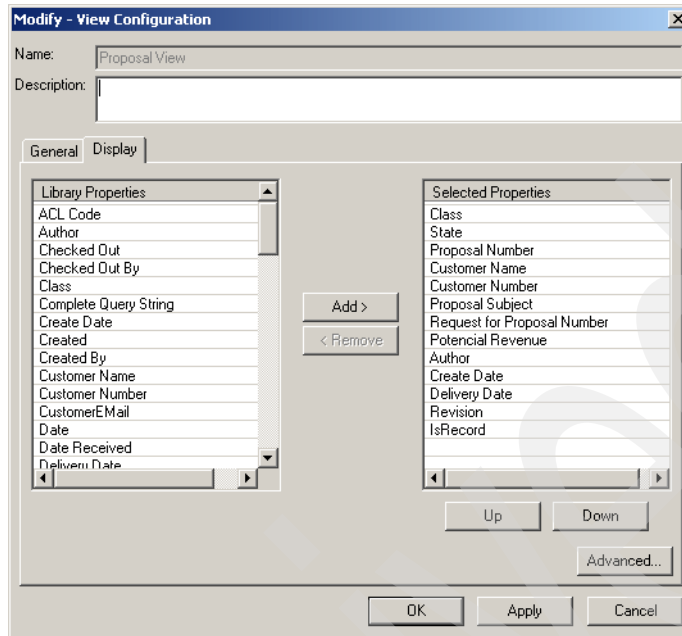 Modify - View Configuration
Name:
Proposal View
Description:
General
Display
Library Properties
ACL Code
Author
Checked Out
Checked Out By
Class
Complete Query String
Create Date
Created
Created By
Customer Name
Customer Number
CustomerEMail
Date
Date Received
Delivery Date
Add >
< Remove
Selected Properties
Class
State
Proposal Number
Customer Name
Customer Number
Proposal Subject
Request for Proposal Number
Potencial Revenue
Author
Create Date
Delivery Date
Revision
IsRecord
Up
Down
Advanced...
OK
Apply
Cancel